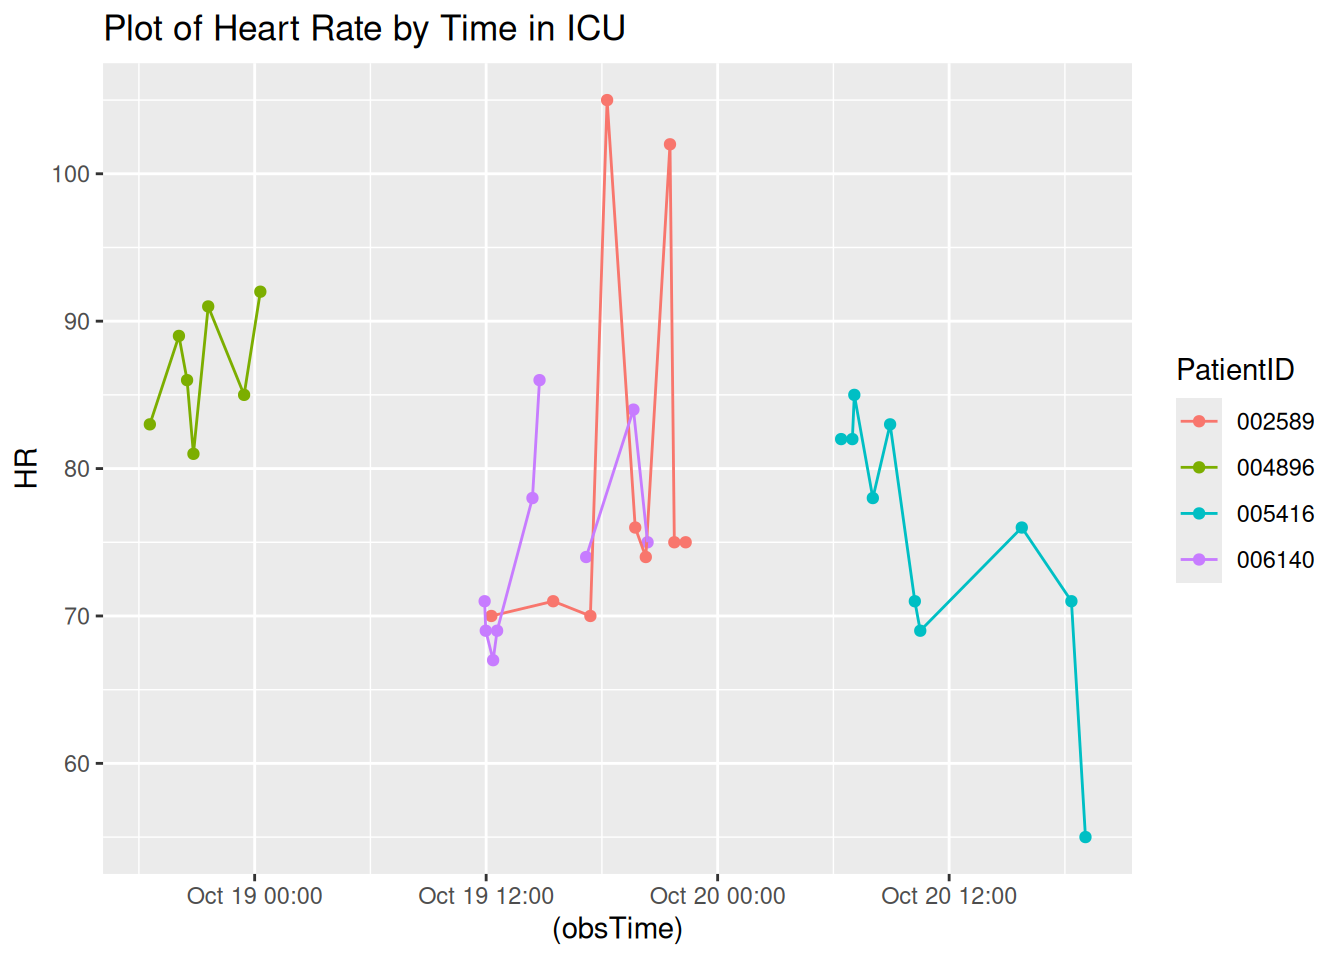 Plot of Heart Rate by Time in ICU
HR
100
90
80
70
60
Oct 19 00:00
Oct 19 12:00
Oct 20 00:00
Oct 20 12:00
(obsTime)
PatientID
002589
004896
005416
006140